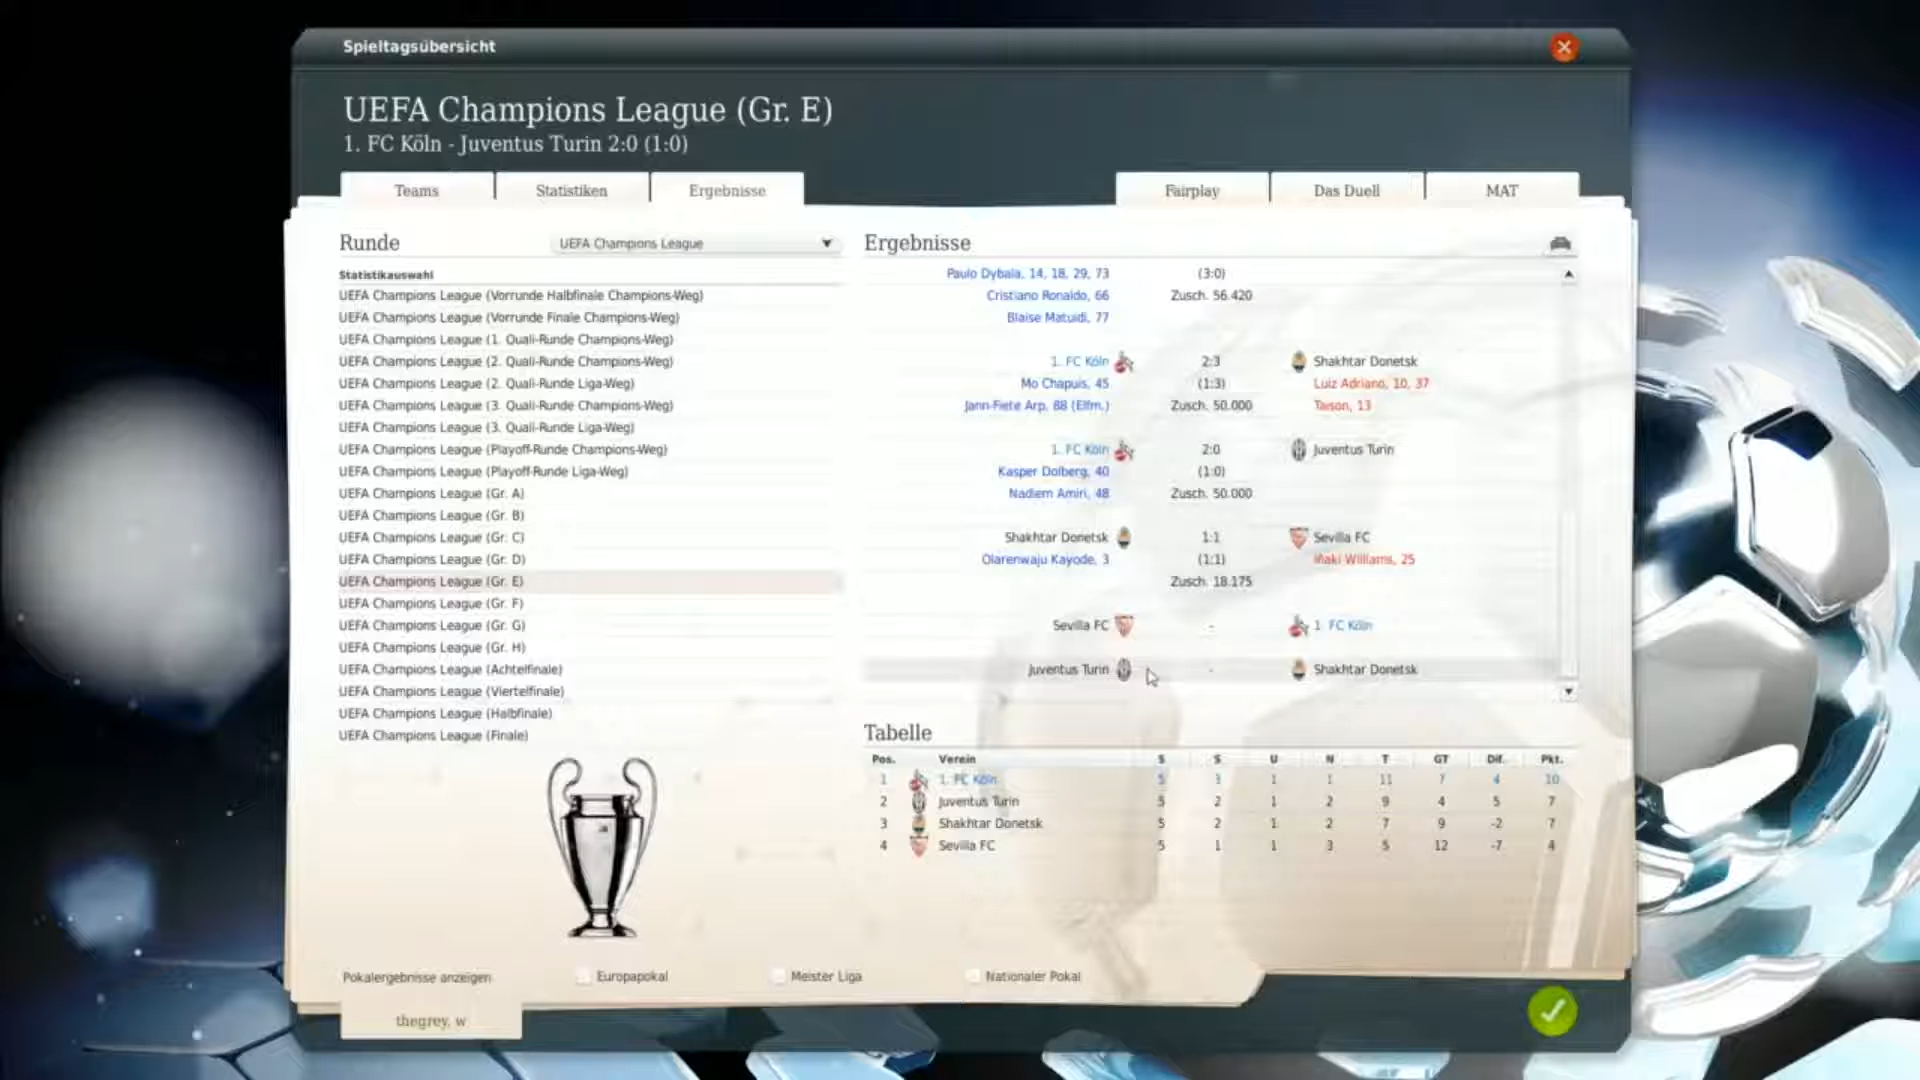 Spieltagsübersicht
UEFA Champions League (Gr. E)
1. FC Köln - Juventus Turin 2:0 (1:0)
Teams Statistiken Ergebnisse Fairplay Das Duell MAT
Runde UEFA Champions League
Statistikauswahl
UEFA Champions League (Vorrunde Halbfinale Champions-Weg)
UEFA Champions League (Vorrunde Finale Champions-Weg)
UEFA Champions League (1. Quali-Runde Champions-Weg)
UEFA Champions League (2. Quali-Runde Champions-Weg)
UEFA Champions League (2. Quali-Runde Liga-Weg)
UEFA Champions League (3. Quali-Runde Champions-Weg)
UEFA Champions League (3. Quali-Runde Liga-Weg)
UEFA Champions League (Playoff-Runde Champions-Weg)
UEFA Champions League (Playoff-Runde Liga-Weg)
UEFA Champions League (Gr. A)
UEFA Champions League (Gr. B)
UEFA Champions League (Gr. C)
UEFA Champions League (Gr. D)
UEFA Champions League (Gr. E)
UEFA Champions League (Gr. F)
UEFA Champions League (Gr. G)
UEFA Champions League (Gr. H)
UEFA Champions League (Achtelfinale)
UEFA Champions League (Viertelfinale)
UEFA Champions League (Halbfinale)
UEFA Champions League (Finale)
Ergebnisse
Paulo Dybala, 14, 18, 29, 73 (3:0)
Cristiano Ronaldo, 66 Zusch. 56.420
Blaise Matuidi, 77
1. FC Köln 2:3 Shakhtar Donetsk
Mo Chapuis, 45 (1:3) Luiz Adriano, 10, 37
Jann-Fiete Arp, 88 (Elfm.) Zusch. 50.000 Taison, 13
1. FC Köln 2:0 Juventus Turin
Kasper Dolberg, 40 (1:0)
Nadiem Amiri, 48 Zusch. 50.000
Shakhtar Donetsk 1:1 Sevilla FC
Olarenwaju Kayode, 3 (1:1) Iñaki Williams, 25
Zusch. 18.175
Sevilla FC - 1. FC Köln
Juventus Turin - Shakhtar Donetsk
Tabelle
Pos. Verein S S U N T GT Dif. Pkt.
1 1. FC Köln 5 3 1 1 11 7 4 10
2 Juventus Turin 5 2 1 2 9 4 5 7
3 Shakhtar Donetsk 5 2 1 2 7 9 -2 7
4 Sevilla FC 5 1 1 3 5 12 -7 4
Pokalergebnisse anzeigen Europapokal Meister Liga Nationaler Pokal
thegrey, w